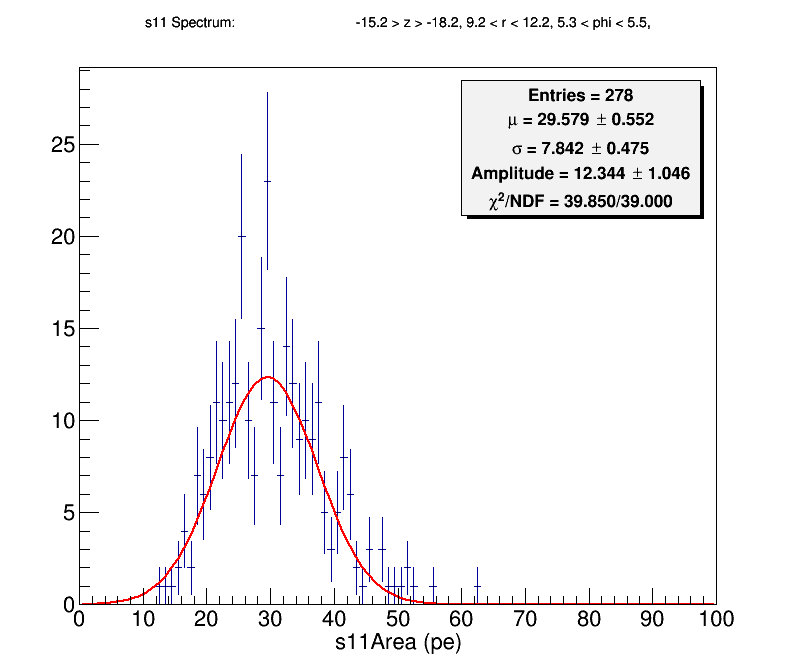 s11 Spectrum: -15.2 > z > -18.2, 9.2 < r < 12.2, 5.3 < phi < 5.5,
Entries = 278
μ = 29.579 ± 0.552
σ = 7.842 ± 0.475
Amplitude = 12.344 ± 1.046
χ²/NDF = 39.850/39.000
25
20
15
10
5
0
0 10 20 30 40 50 60 70 80 90 100
s11Area (pe)